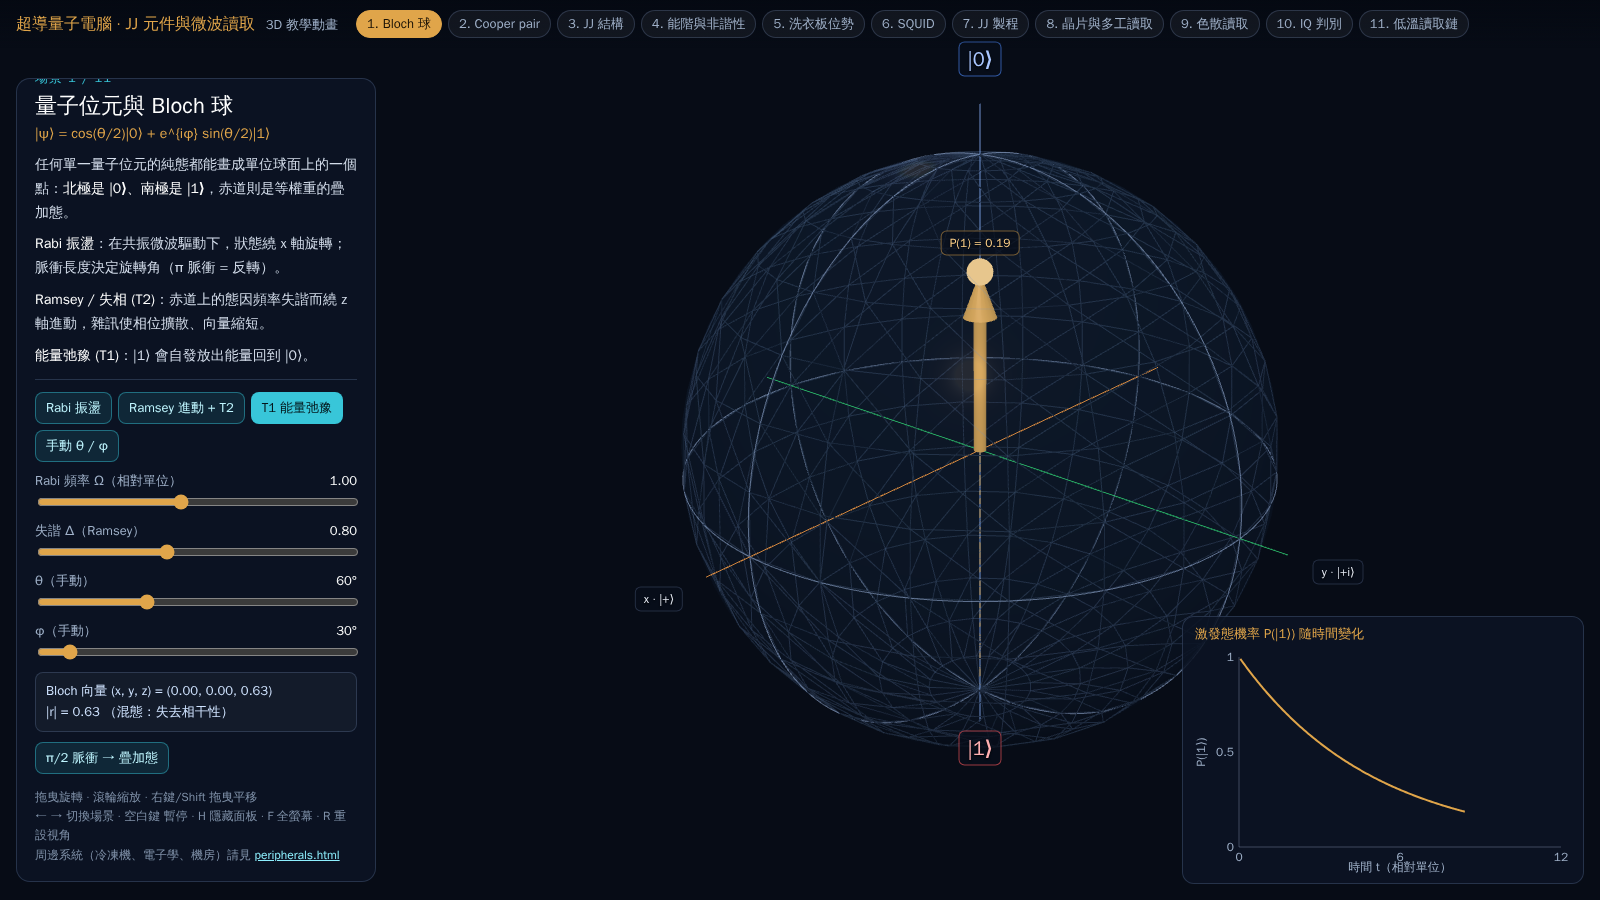 超導量子電腦 · JJ 元件與微波讀取 3D 教學動畫
1. Bloch 球
2. Cooper pair
3. JJ 結構
4. 能階與非諧性
5. 洗衣板位勢
6. SQUID
7. JJ 製程
8. 晶片與多工讀取
9. 色散讀取
10. IQ 判別
11. 低溫讀取鏈
場景 1 / 11
量子位元與 Bloch 球
|ψ⟩ = cos(θ/2)|0⟩ + e^{iφ} sin(θ/2)|1⟩
任何單一量子位元的純態都能畫成單位球面上的一個
點：北極是 |0⟩、南極是 |1⟩，赤道則是等權重的疊
加態。
Rabi 振盪：在共振微波驅動下，狀態繞 x 軸旋轉；
脈衝長度決定旋轉角（π 脈衝 = 反轉）。
Ramsey / 失相 (T2)：赤道上的態因頻率失諧而繞 z
軸進動，雜訊使相位擴散、向量縮短。
能量弛豫 (T1)：|1⟩ 會自發放出能量回到 |0⟩。
Rabi 振盪
Ramsey 進動 + T2
T1 能量弛豫
手動 θ / φ
Rabi 頻率 Ω（相對單位） 1.00
失諧 Δ（Ramsey） 0.80
θ（手動） 60°
φ（手動） 30°
Bloch 向量 (x, y, z) = (0.00, 0.00, 0.63)
|r| = 0.63 （混態：失去相干性）
π/2 脈衝 → 疊加態
拖曳旋轉 · 滾輪縮放 · 右鍵/Shift 拖曳平移
← → 切換場景 · 空白鍵 暫停 · H 隱藏面板 · F 全螢幕 · R 重
設視角
周邊系統（冷凍機、電子學、機房）請見 peripherals.html
|0⟩
P(1) = 0.19
x · |+⟩
y · |+i⟩
|1⟩
激發態機率 P(|1⟩) 隨時間變化
1
0.5
0
P(|1⟩)
0
6
12
時間 t（相對單位）